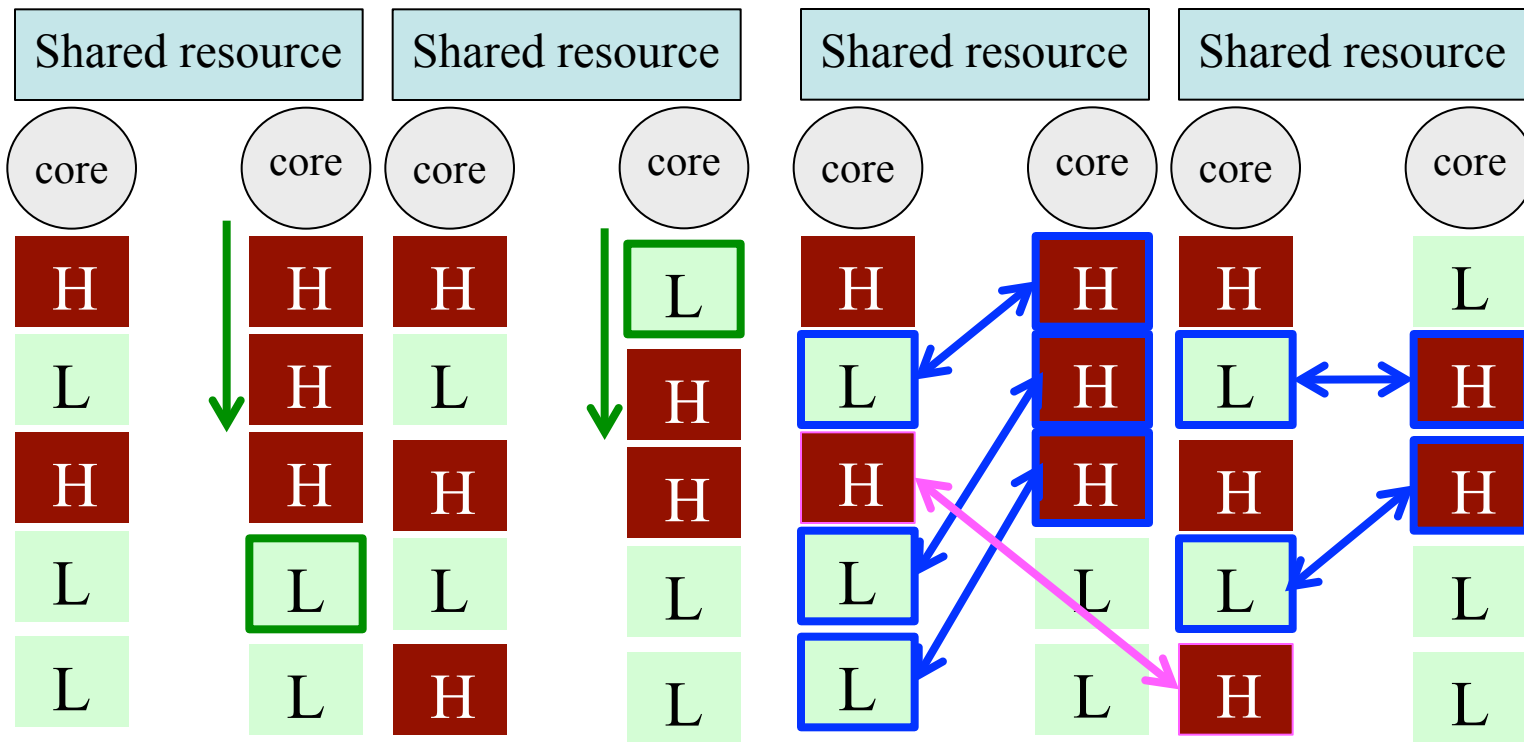 Shared resource Shared resource Shared resource Shared resource
core core core core core core core core
H H H L H H H L
L H L H L H L H
H H H H H H H H
L L L L L L L L
L L H L L L H L